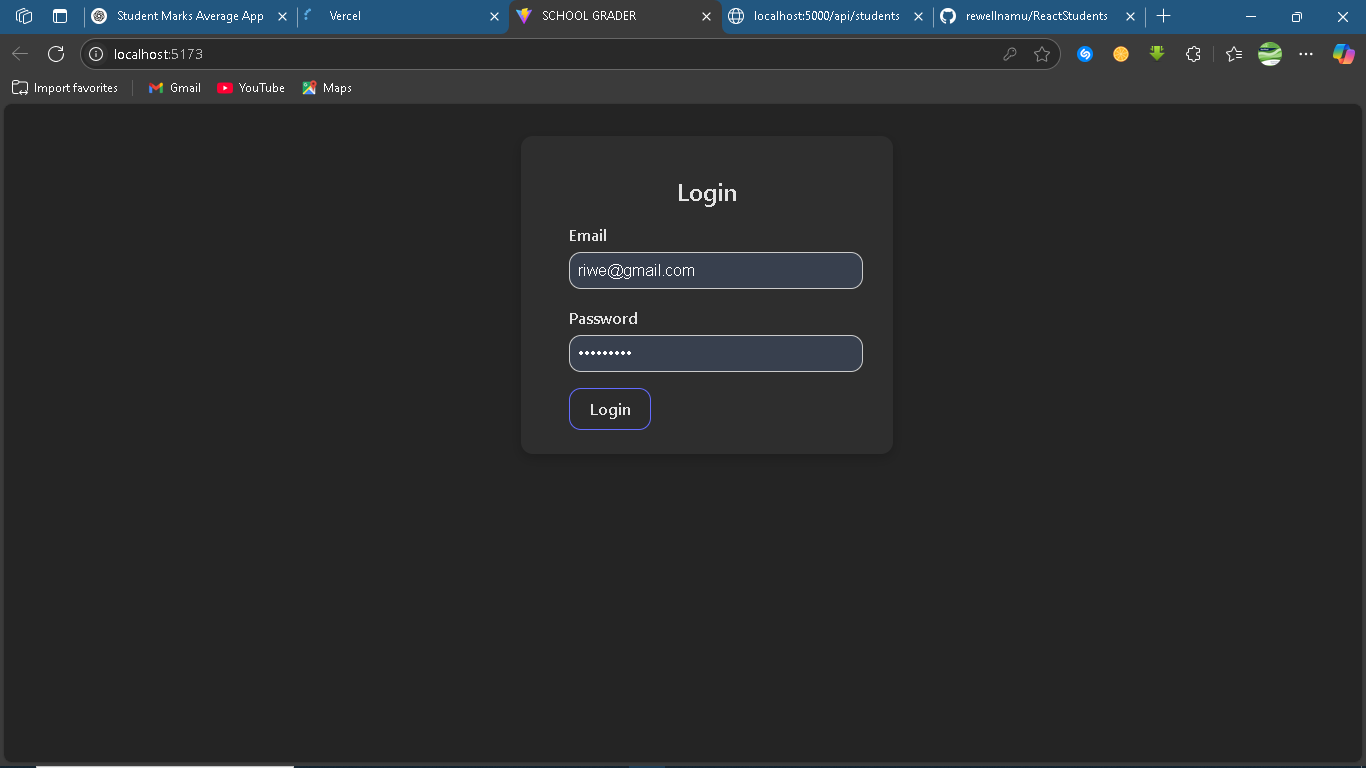 Student Marks Average App
Vercel
SCHOOL GRADER
localhost:5000/api/students
rewellnamu/ReactStudents
localhost:5173
Import favorites
Gmail
YouTube
Maps
Login
Email
riwe@gmail.com
Password
•••••••••
Login